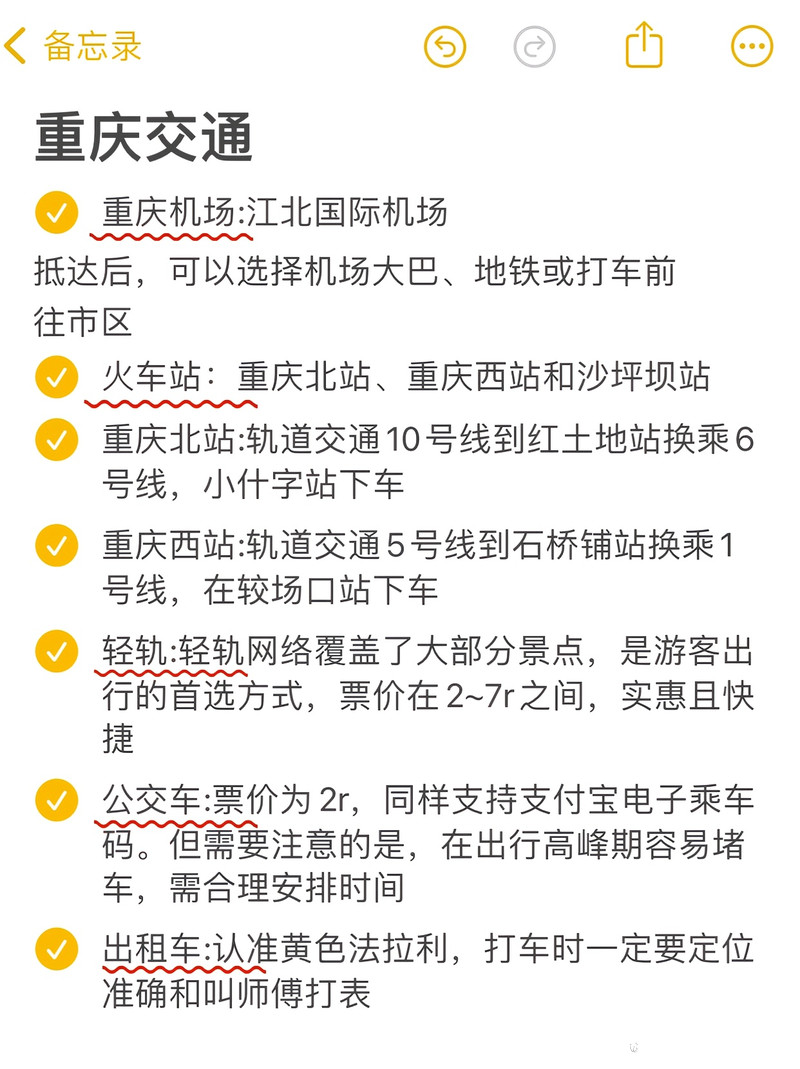 备忘录
重庆交通
重庆机场:江北国际机场
抵达后，可以选择机场大巴、地铁或打车前
往市区
火车站：重庆北站、重庆西站和沙坪坝站
重庆北站:轨道交通10号线到红土地站换乘6
号线，小什字站下车
重庆西站:轨道交通5号线到石桥铺站换乘1
号线，在较场口站下车
轻轨:轻轨网络覆盖了大部分景点，是游客出
行的首选方式，票价在2~7r之间，实惠且快
捷
公交车:票价为2r，同样支持支付宝电子乘车
码。但需要注意的是，在出行高峰期容易堵
车，需合理安排时间
出租车:认准黄色法拉利，打车时一定要定位
准确和叫师傅打表